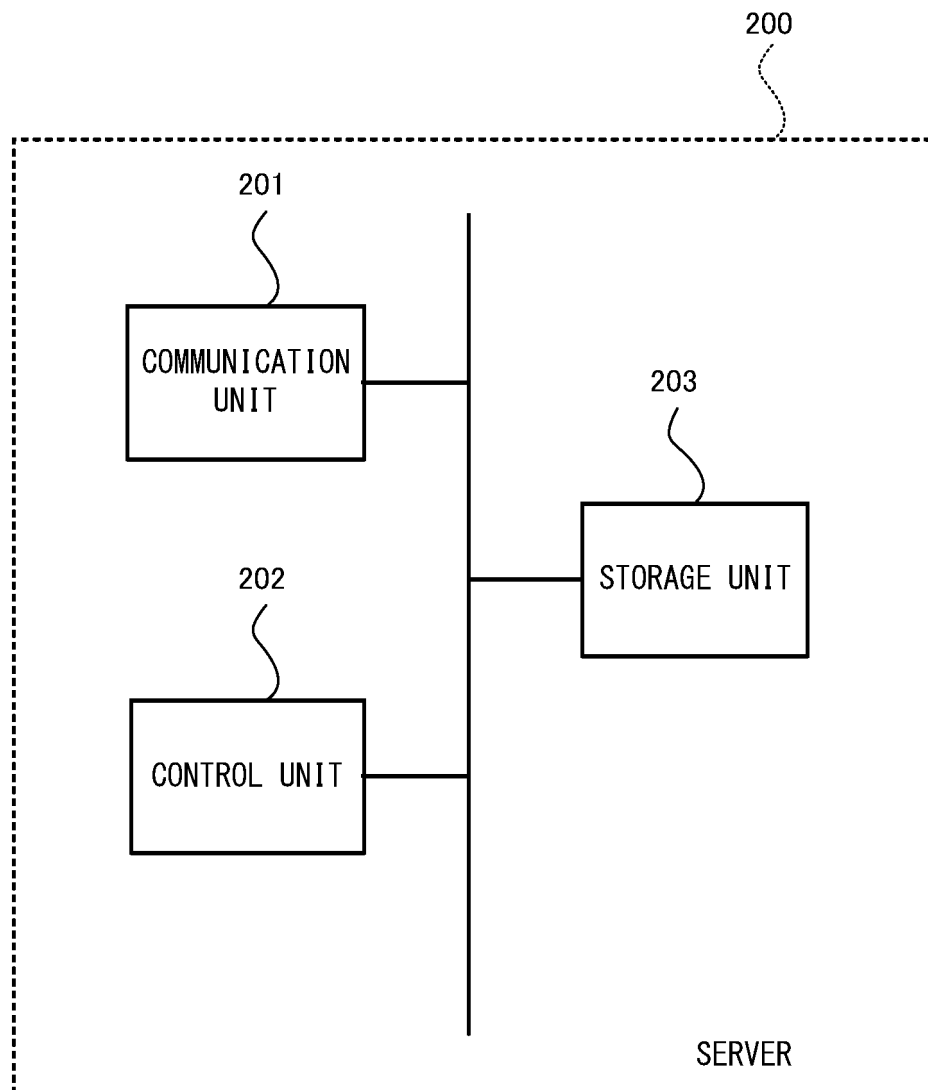 200
201
COMMUNICATION
UNIT
203
STORAGE UNIT
202
CONTROL UNIT
SERVER